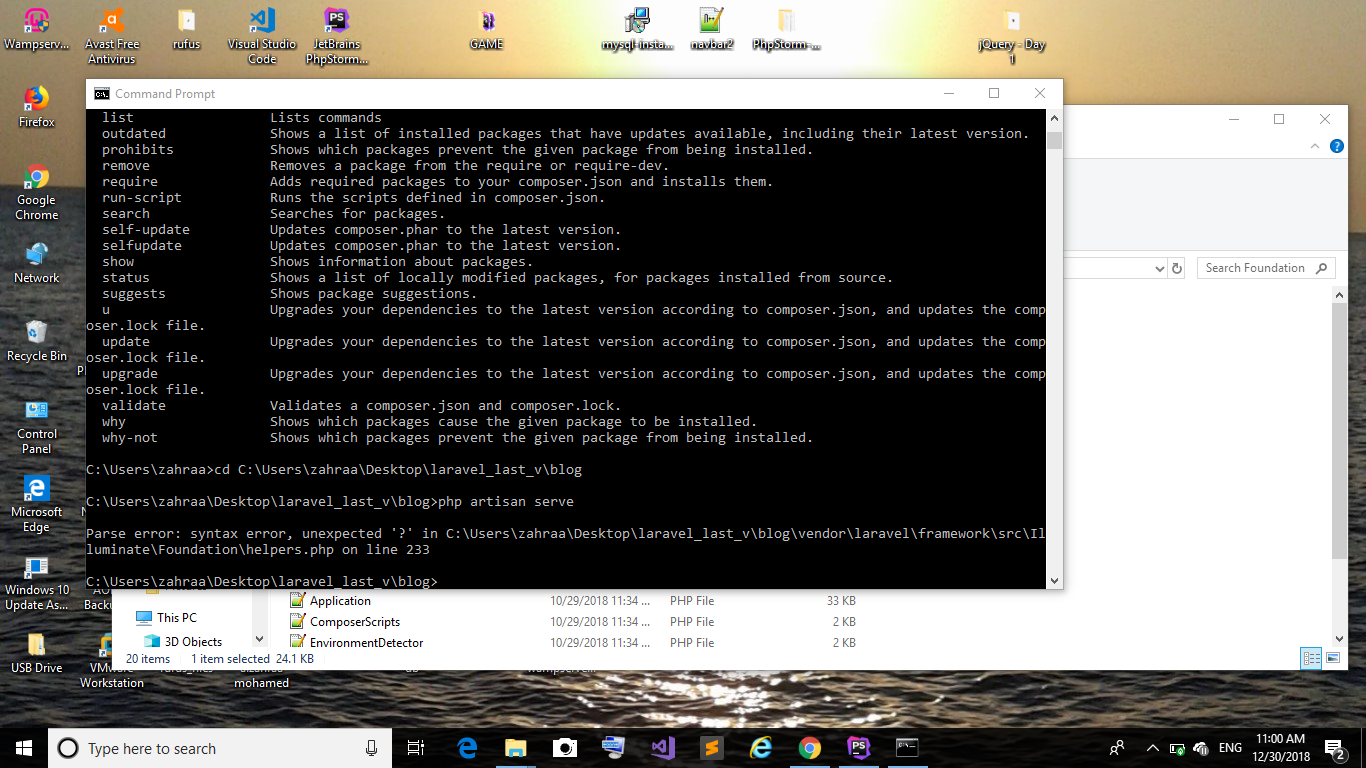 Wampserv...
Avast Free
Antivirus
rufus
Visual Studio
Code
JetBrains
PhpStorm...
GAME
mysql-insta...
navbar2
PhpStorm-...
jQuery - Day
1
Firefox
Google
Chrome
Network
Recycle Bin
Control
Panel
Microsoft
Edge
Windows 10
Update As...
USB Drive
VMware
Workstation
mohamed
Command Prompt
list Lists commands
outdated Shows a list of installed packages that have updates available, including their latest version.
prohibits Shows which packages prevent the given package from being installed.
remove Removes a package from the require or require-dev.
require Adds required packages to your composer.json and installs them.
run-script Runs the scripts defined in composer.json.
search Searches for packages.
self-update Updates composer.phar to the latest version.
selfupdate Updates composer.phar to the latest version.
show Shows information about packages.
status Shows a list of locally modified packages, for packages installed from source.
suggests Shows package suggestions.
u Upgrades your dependencies to the latest version according to composer.json, and updates the comp
oser.lock file.
update Upgrades your dependencies to the latest version according to composer.json, and updates the comp
oser.lock file.
upgrade Upgrades your dependencies to the latest version according to composer.json, and updates the comp
oser.lock file.
validate Validates a composer.json and composer.lock.
why Shows which packages cause the given package to be installed.
why-not Shows which packages prevent the given package from being installed.
C:\Users\zahraa>cd C:\Users\zahraa\Desktop\laravel_last_v\blog
C:\Users\zahraa\Desktop\laravel_last_v\blog>php artisan serve
Parse error: syntax error, unexpected '?' in C:\Users\zahraa\Desktop\laravel_last_v\blog\vendor\laravel\framework\src\Il
luminate\Foundation\helpers.php on line 233
C:\Users\zahraa\Desktop\laravel_last_v\blog>
Search Foundation
This PC
3D Objects
Application 10/29/2018 11:34 ... PHP File 33 KB
ComposerScripts 10/29/2018 11:34 ... PHP File 2 KB
EnvironmentDetector 10/29/2018 11:34 ... PHP File 2 KB
20 items 1 item selected 24.1 KB
Type here to search
ENG
11:00 AM
12/30/2018
2